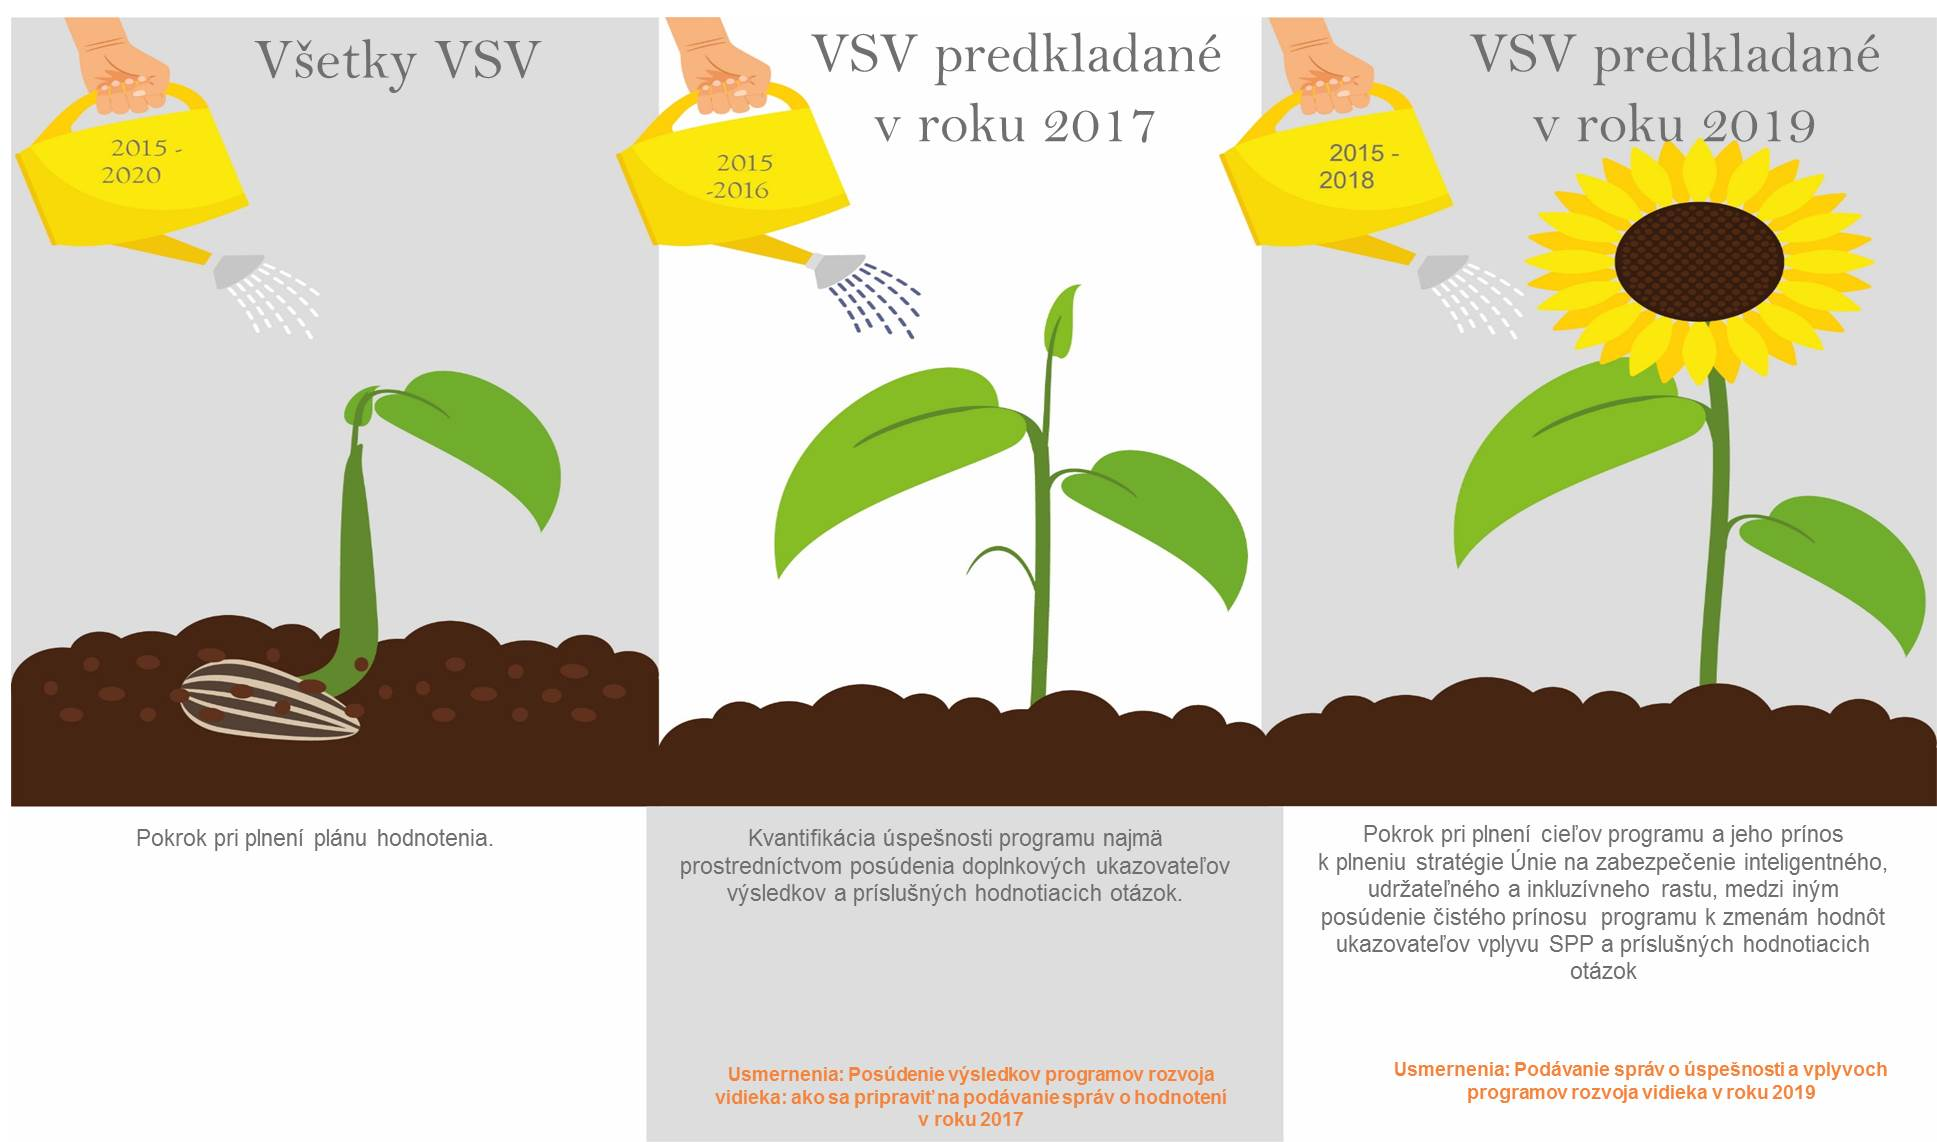 Všetky VSV
2015 -
2020
Pokrok pri plnení plánu hodnotenia.
VSV predkladané
v roku 2017
2015
-2016
Kvantifikácia úspešnosti programu najmä
prostredníctvom posúdenia doplnkových ukazovateľov
výsledkov a príslušných hodnotiacich otázok.
Usmernenia: Posúdenie výsledkov programov rozvoja
vidieka: ako sa pripraviť na podávanie správ o hodnotení
v roku 2017
VSV predkladané
v roku 2019
2015 -
2018
Pokrok pri plnení cieľov programu a jeho prínos
k plneniu stratégie Únie na zabezpečenie inteligentného,
udržateľného a inkluzívneho rastu, medzi iným
posúdenie čistého prínosu programu k zmenám hodnôt
ukazovateľov vplyvu SPP a príslušných hodnotiacich
otázok
Usmernenia: Podávanie správ o úspešnosti a vplyvoch
programov rozvoja vidieka v roku 2019